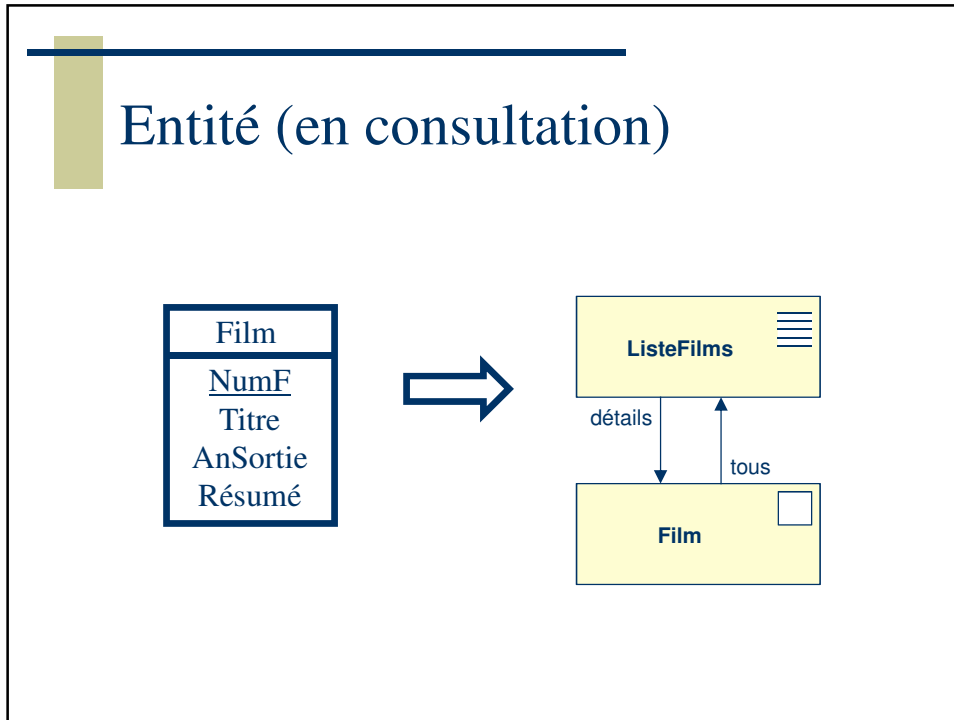 Entité (en consultation)
Film
NumF
Titre
AnSortie
Résumé
ListeFilms
détails
tous
Film